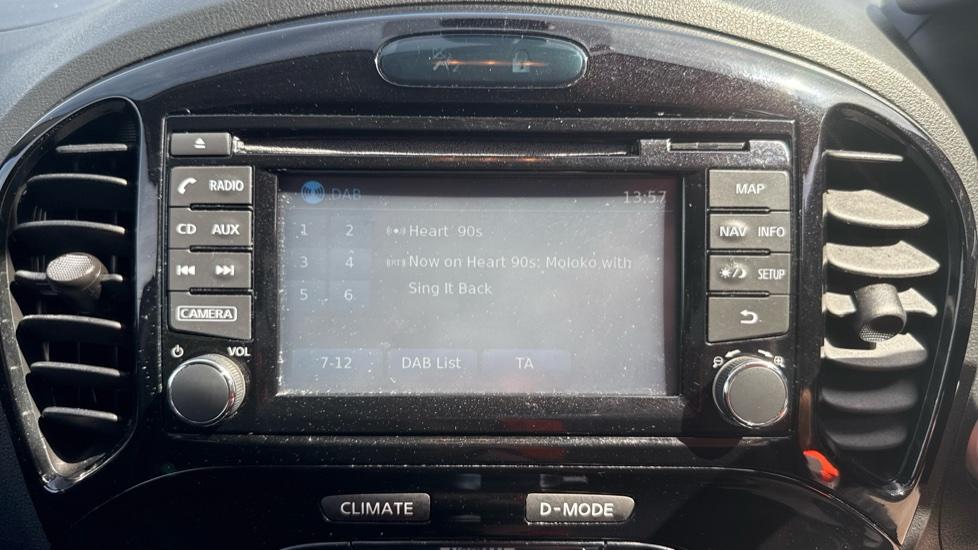 RADIO
CD AUX
CAMERA
VOL
DAB 13:57
1 2
3 4
5 6
Heart 90s
Now on Heart 90s: Moloko with
Sing It Back
7-12 DAB List TA
MAP
NAV INFO
SETUP
CLIMATE D-MODE